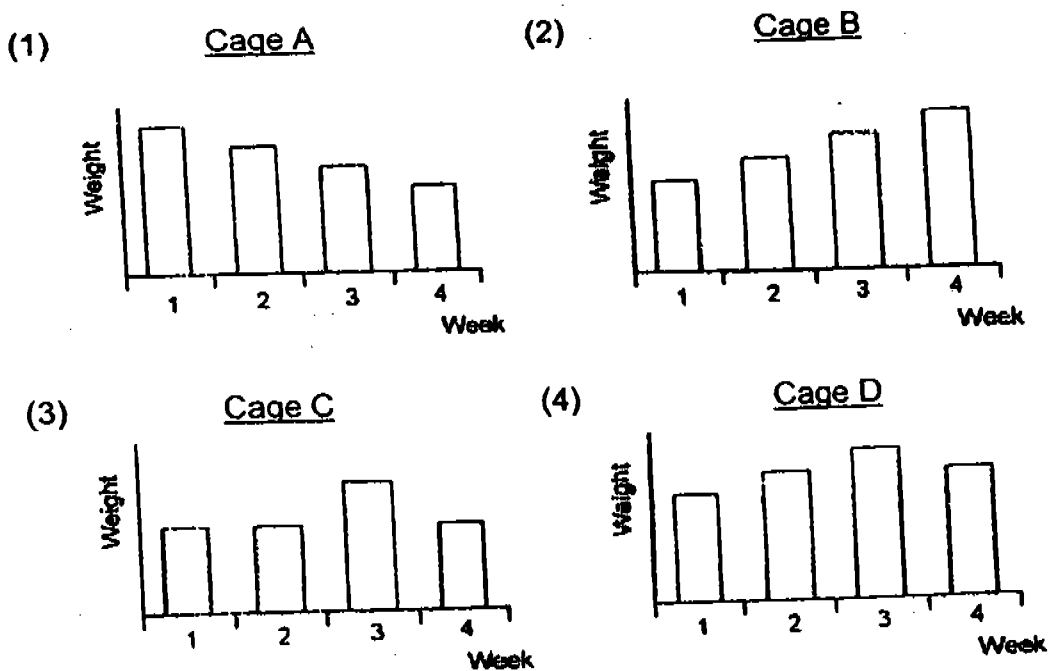 (1) Cage A
Weight
1 2 3 4
Week
(2) Cage B
Weight
1 2 3 4
Week
(3) Cage C
Weight
1 2 3 4
Week
(4) Cage D
Weight
1 2 3 4
Week